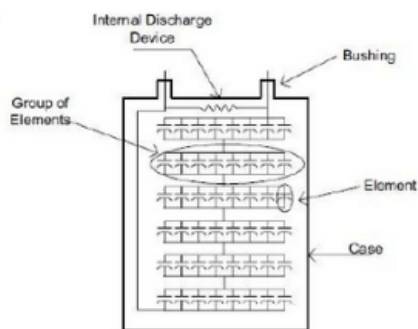 Internal Discharge
Device
Bushing
Group of
Elements
Element
Case